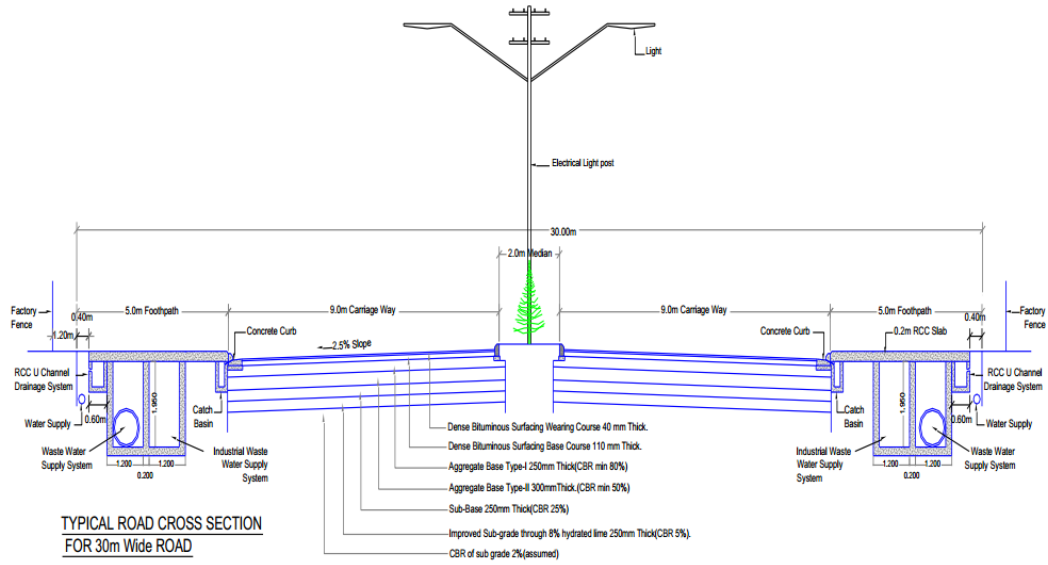 Light
Electrical Light post
30.00m
2.0m Median
Factory
Fence
0.40m
1.20m
5.0m Footpath
9.0m Carriage Way
9.0m Carriage Way
5.0m Footpath
0.40m
Factory
Fence
Concrete Curb
2.5% Slope
Concrete Curb
0.2m RCC Slab
RCC U Channel
Drainage System
0.60m
Water Supply
Waste Water
Supply System
1.950
Catch
Basin
Industrial Waste
Water Supply
System
1.200
1.200
0.200
Dense Bituminous Surfacing Wearing Course 40 mm Thick.
Dense Bituminous Surfacing Base Course 110 mm Thick.
Aggregate Base Type-I 250mm Thick(CBR min 80%)
Aggregate Base Type-II 300mmThick.(CBR min 50%)
Sub-Base 250mm Thick(CBR 25%)
Improved Sub-grade through 8% hydrated lime 250mm Thick(CBR 5%).
CBR of sub grade 2%(assumed)
Catch
Basin
Industrial Waste
Water Supply
System
1.950
0.60m
RCC U Channel
Drainage System
Water Supply
Waste Water
Supply System
1.200
1.200
0.200
TYPICAL ROAD CROSS SECTION
FOR 30m Wide ROAD